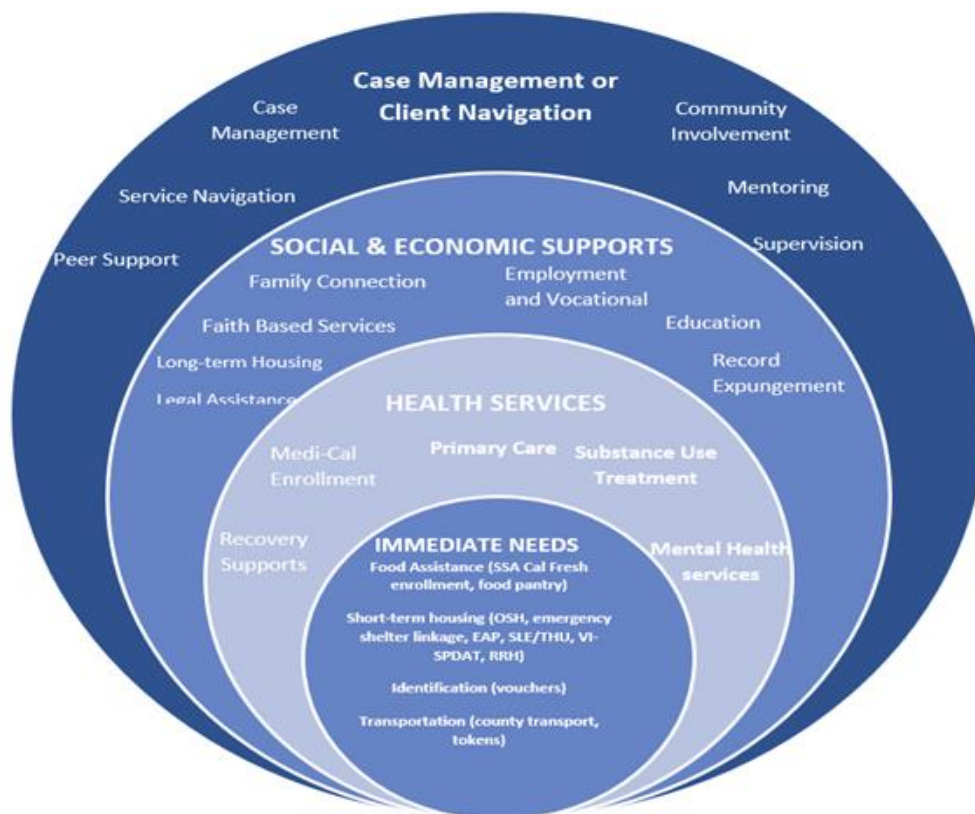 Case Management or
Client Navigation
Case
Management
Community
Involvement
Service Navigation
Mentoring
Peer Support
Supervision
SOCIAL & ECONOMIC SUPPORTS
Family Connection
Employment
and Vocational
Faith Based Services
Education
Long-term Housing
Record
Expungement
Legal Assistance
HEALTH SERVICES
Medi-Cal
Enrollment
Primary Care
Substance Use
Treatment
Recovery
Supports
Mental Health
services
IMMEDIATE NEEDS
Food Assistance (SSA Cal Fresh
enrollment, food pantry)
Short-term housing (OSH, emergency
shelter linkage, EAP, SLE/THU, VI-
SPDAT, RRH)
Identification (vouchers)
Transportation (county transport,
tokens)